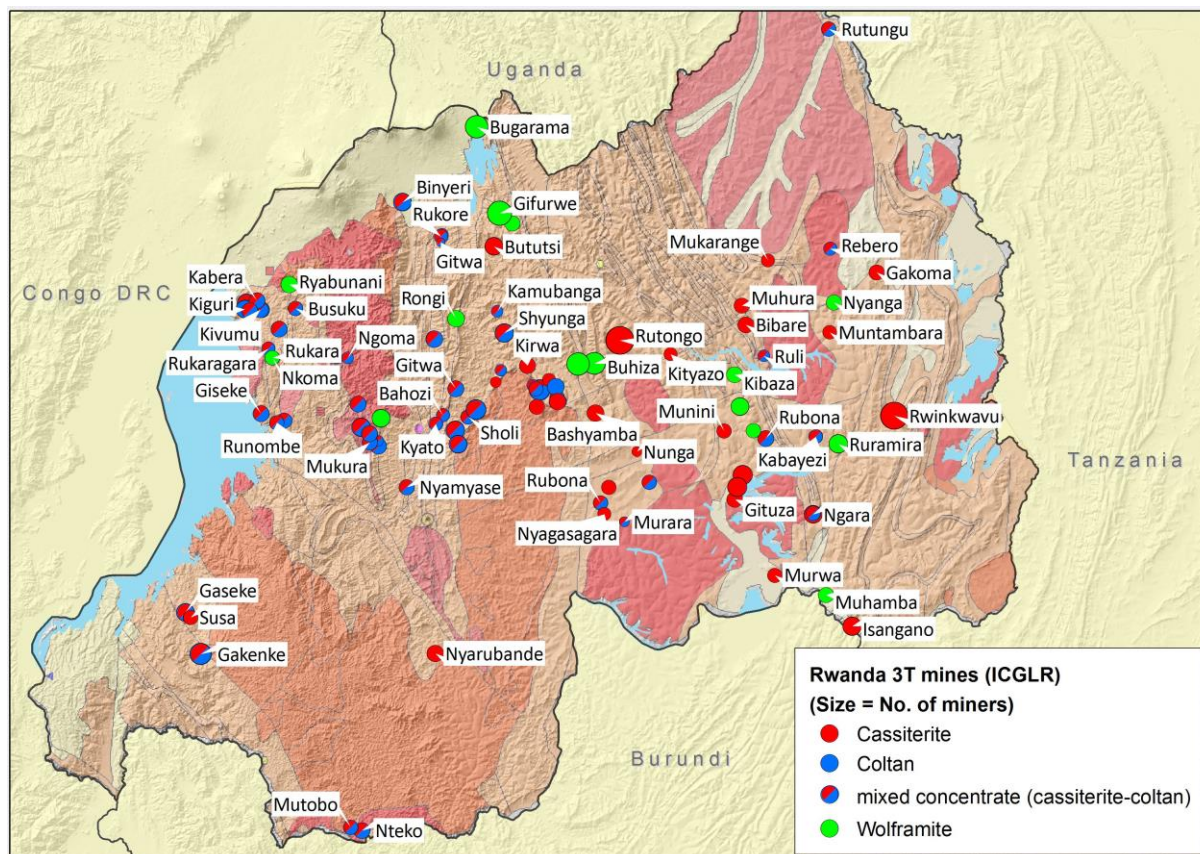 Rutungu
Uganda
Bugarama
Binyeri
Rukore
Gifurwe
Gitwa
Bututsi
Mukarange
Rebero
Gakoma
Kabera
Ryabunani
Congo DRC
Kiguri
Busuku
Rongi
Kamubanga
Muhura
Nyanga
Kivumu
Ngoma
Shyunga
Rutongo
Bibare
Muntambara
Rukaragara
Rukara
Kirwa
Ruli
Nkoma
Gitwa
Buhiza
Kityazo
Kibaza
Giseke
Bahozi
Munini
Rubona
Rwinkwavu
Runombe
Kyato
Sholi
Bashyamba
Mukura
Nunga
Kabayezi
Ruramira
Tanzania
Nyamyase
Rubona
Gituza
Ngara
Nyagasagara
Murara
Murwa
Muhamba
Gaseke
Susa
Isangano
Gakenke
Nyarubande
Burundi
Mutobo
Nteko
Rwanda 3T mines (ICGLR)
(Size = No. of miners)
Cassiterite
Coltan
mixed concentrate (cassiterite-coltan)
Wolframite